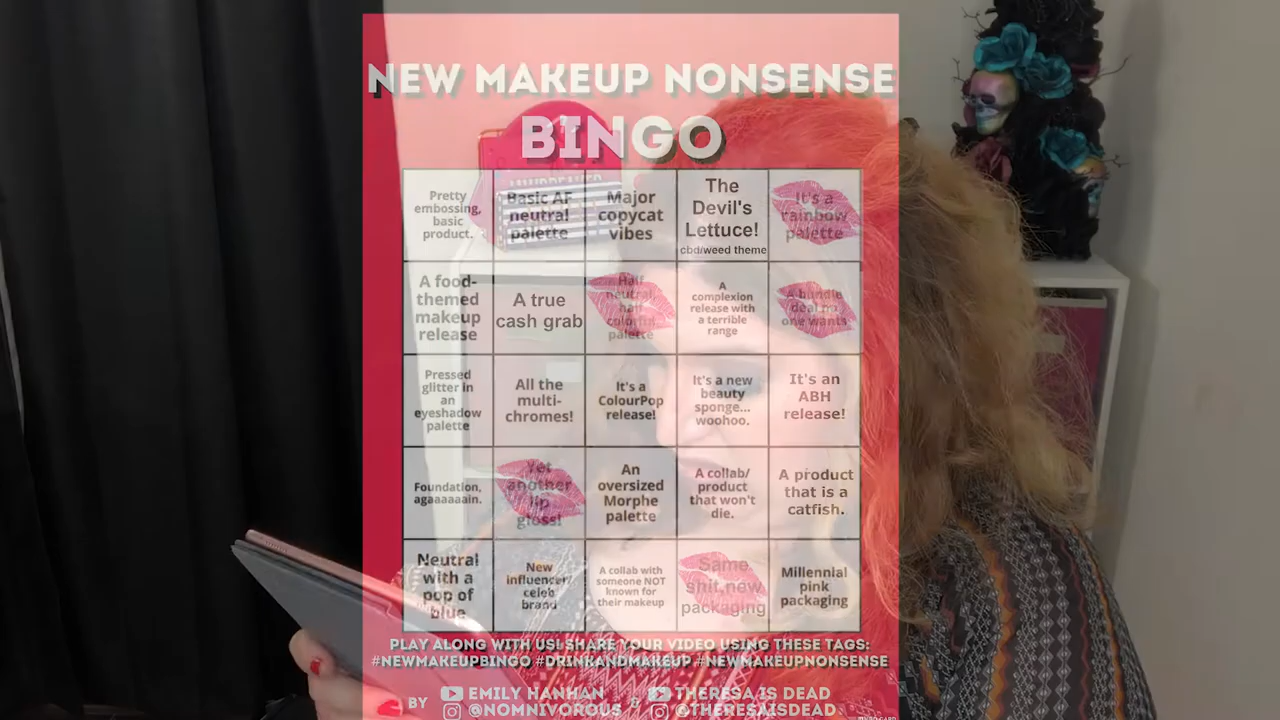 NEW MAKEUP NONSENSE
BINGO
Pretty
embossing,
basic
product.
Basic AF
neutral
palette
Major
copycat
vibes
The
Devil's
Lettuce!
cbd/weed theme
It's a
rainbow
palette
A food-
themed
makeup
release
A true
cash grab
Half
neutral
half
colorful
palette
A
complexion
release with
a terrible
range
A bundle
deal no
one wants
Pressed
glitter in
an
eyeshadow
palette
All the
multi-
chromes!
It's a
ColourPop
release!
It's a new
beauty
sponge...
woohoo.
It's an
ABH
release!
Foundation,
agaaaaain.
Yet
another
lip
gloss!
An
oversized
Morphe
palette
A collab/
product
that won't
die.
A product
that is a
catfish.
Neutral
with a
pop of
blue
New
influencer/
celeb
brand
A collab with
someone NOT
known for
their makeup
Same
shit,new
packaging
Millennial
pink
packaging
PLAY ALONG WITH US! SHARE YOUR VIDEO USING THESE TAGS:
#NEWMAKEUPBINGO #DRINKANDMAKEUP #NEWMAKEUPNONSENSE
BY EMILY HANHAN & THERESA IS DEAD
@NOMNIVOROUS @THERESAISDEAD